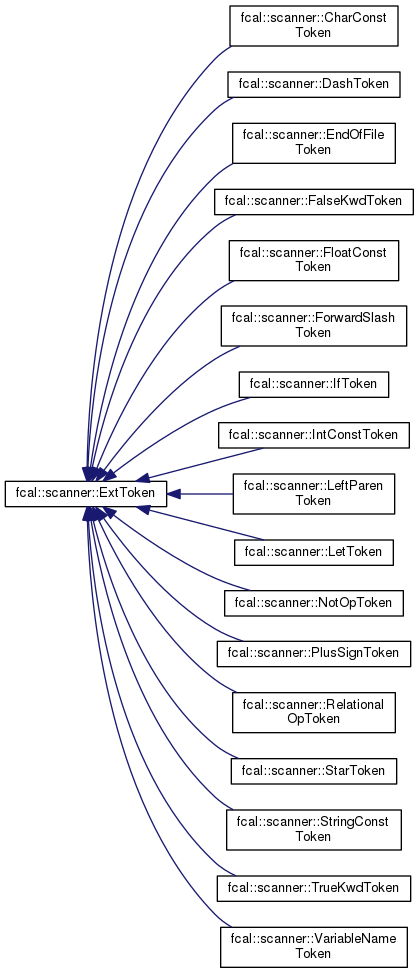 fcal::scanner::CharConst
Token
fcal::scanner::DashToken
fcal::scanner::EndOfFile
Token
fcal::scanner::FalseKwdToken
fcal::scanner::FloatConst
Token
fcal::scanner::ForwardSlash
Token
fcal::scanner::IfToken
fcal::scanner::IntConstToken
fcal::scanner::ExtToken
fcal::scanner::LeftParen
Token
fcal::scanner::LetToken
fcal::scanner::NotOpToken
fcal::scanner::PlusSignToken
fcal::scanner::Relational
OpToken
fcal::scanner::StarToken
fcal::scanner::StringConst
Token
fcal::scanner::TrueKwdToken
fcal::scanner::VariableName
Token